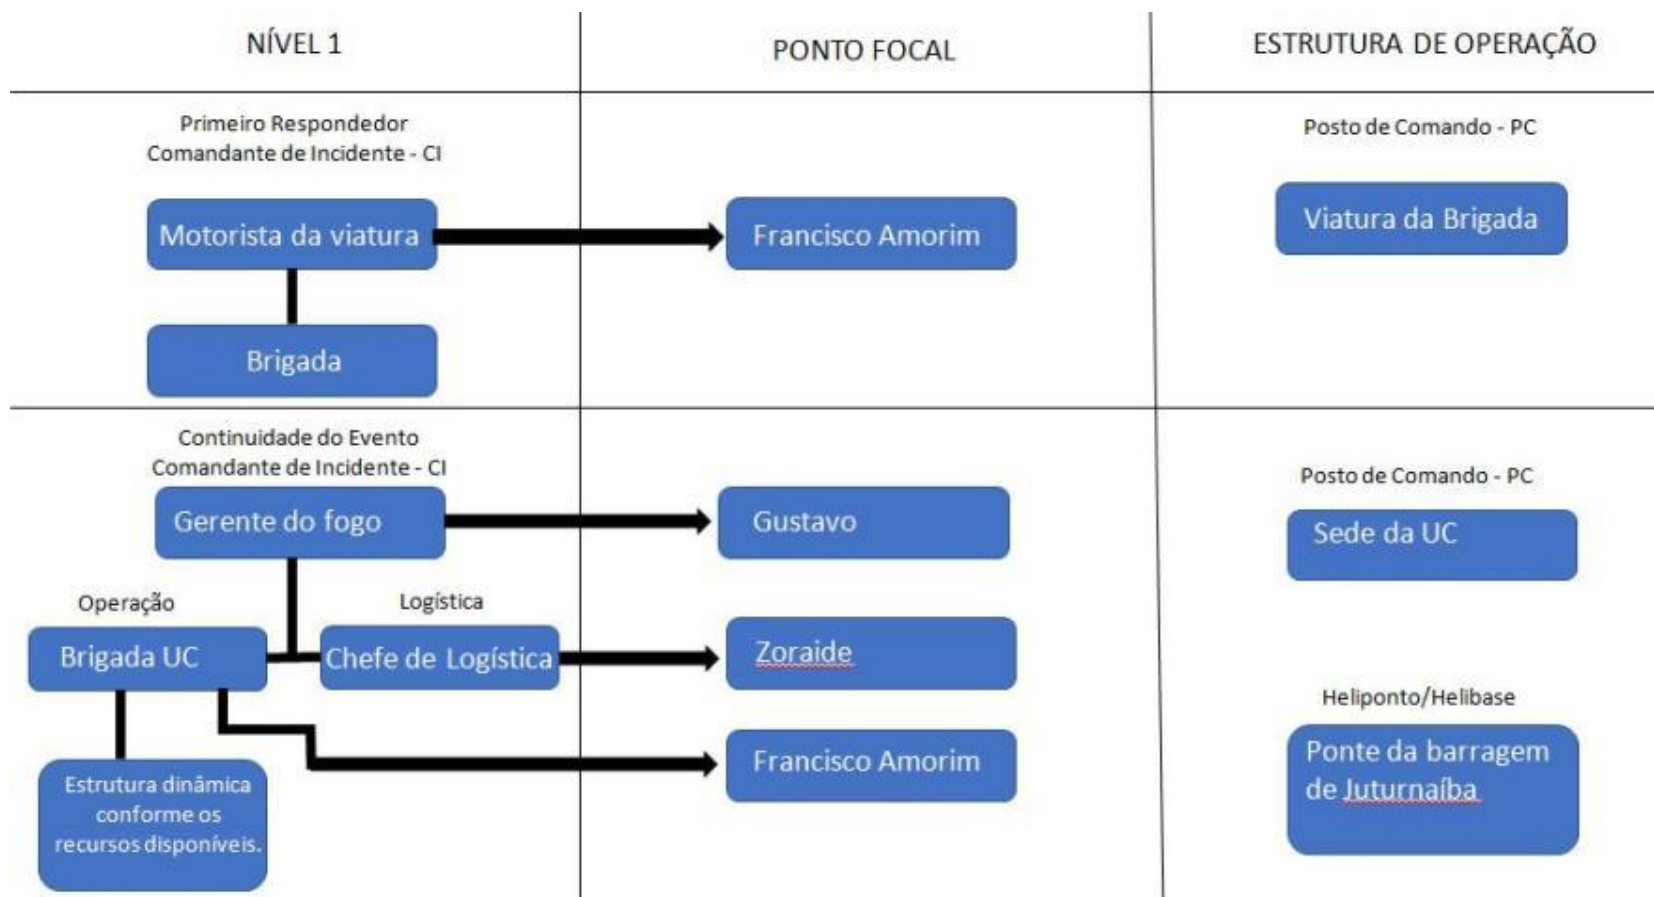 NÍVEL 1
PONTO FOCAL
ESTRUTURA DE OPERAÇÃO
Primeiro Respondedor
Comandante de Incidente - CI
Motorista da viatura
Brigada
Francisco Amorim
Posto de Comando - PC
Viatura da Brigada
Continuidade do Evento
Comandante de Incidente - CI
Gerente do fogo
Operação
Brigada UC
Logística
Chefe de Logística
Estrutura dinâmica
conforme os
recursos disponíveis.
Gustavo
Zoraide
Francisco Amorim
Posto de Comando - PC
Sede da UC
Heliponto/Helibase
Ponte da barragem
de Juturnaíba